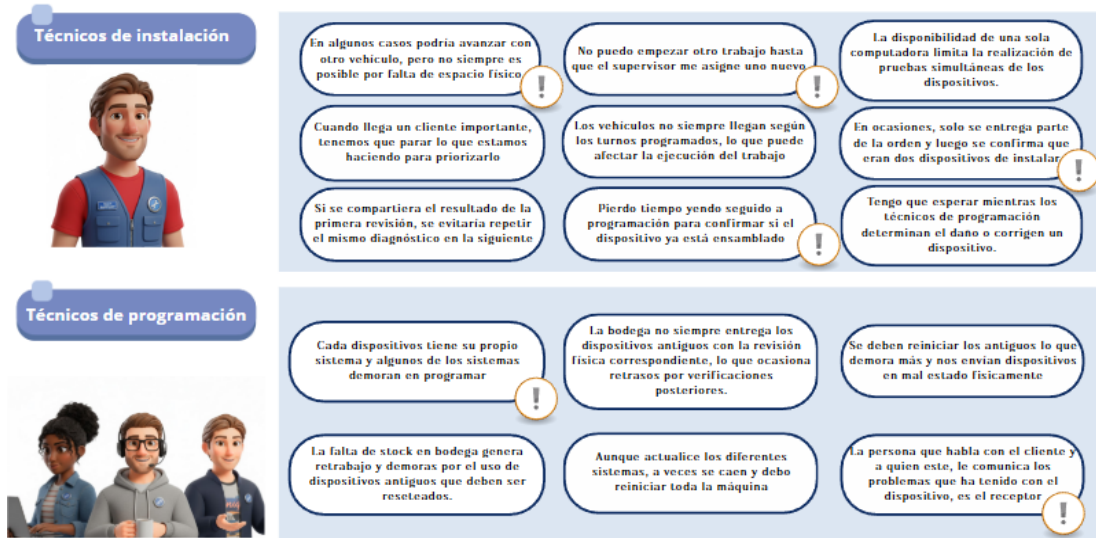 Técnicos de instalación
En algunos casos podría avanzar con
otro vehículo, pero no siempre es
posible por falta de espacio físico
!
No puedo empezar otro trabajo hasta
que el supervisor me asigne uno nuevo
!
La disponibilidad de una sola
computadora limita la realización de
pruebas simultáneas de los
dispositivos.
Cuando llega un cliente importante,
tenemos que parar lo que estamos
haciendo para priorizarlo
Los vehículos no siempre llegan según
los turnos programados, lo que puede
afectar la ejecución del trabajo
En ocasiones, solo se entrega parte
de la orden y luego se confirma que
eran dos dispositivos de instalar
!
Si se compartiera el resultado de la
primera revisión, se evitaría repetir
el mismo diagnóstico en la siguiente
Pierdo tiempo yendo seguido a
programación para confirmar si el
dispositivo ya está ensamblado
!
Tengo que esperar mientras los
técnicos de programación
determinan el daño o corrigen un
dispositivo.
Técnicos de programación
Cada dispositivos tiene su propio
sistema y algunos de los sistemas
demoran en programar
!
La bodega no siempre entrega los
dispositivos antiguos con la revisión
física correspondiente, lo que ocasiona
retrasos por verificaciones
posteriores.
Se deben reiniciar los antiguos lo que
demora más y nos envían dispositivos
en mal estado físicamente
La falta de stock en bodega genera
retrabajo y demoras por el uso de
dispositivos antiguos que deben ser
reseteados.
Aunque actualice los diferentes
sistemas, a veces se caen y debo
reiniciar toda la máquina
La persona que habla con el cliente y
a quien este, le comunica los
problemas que ha tenido con el
dispositivo, es el receptor
!